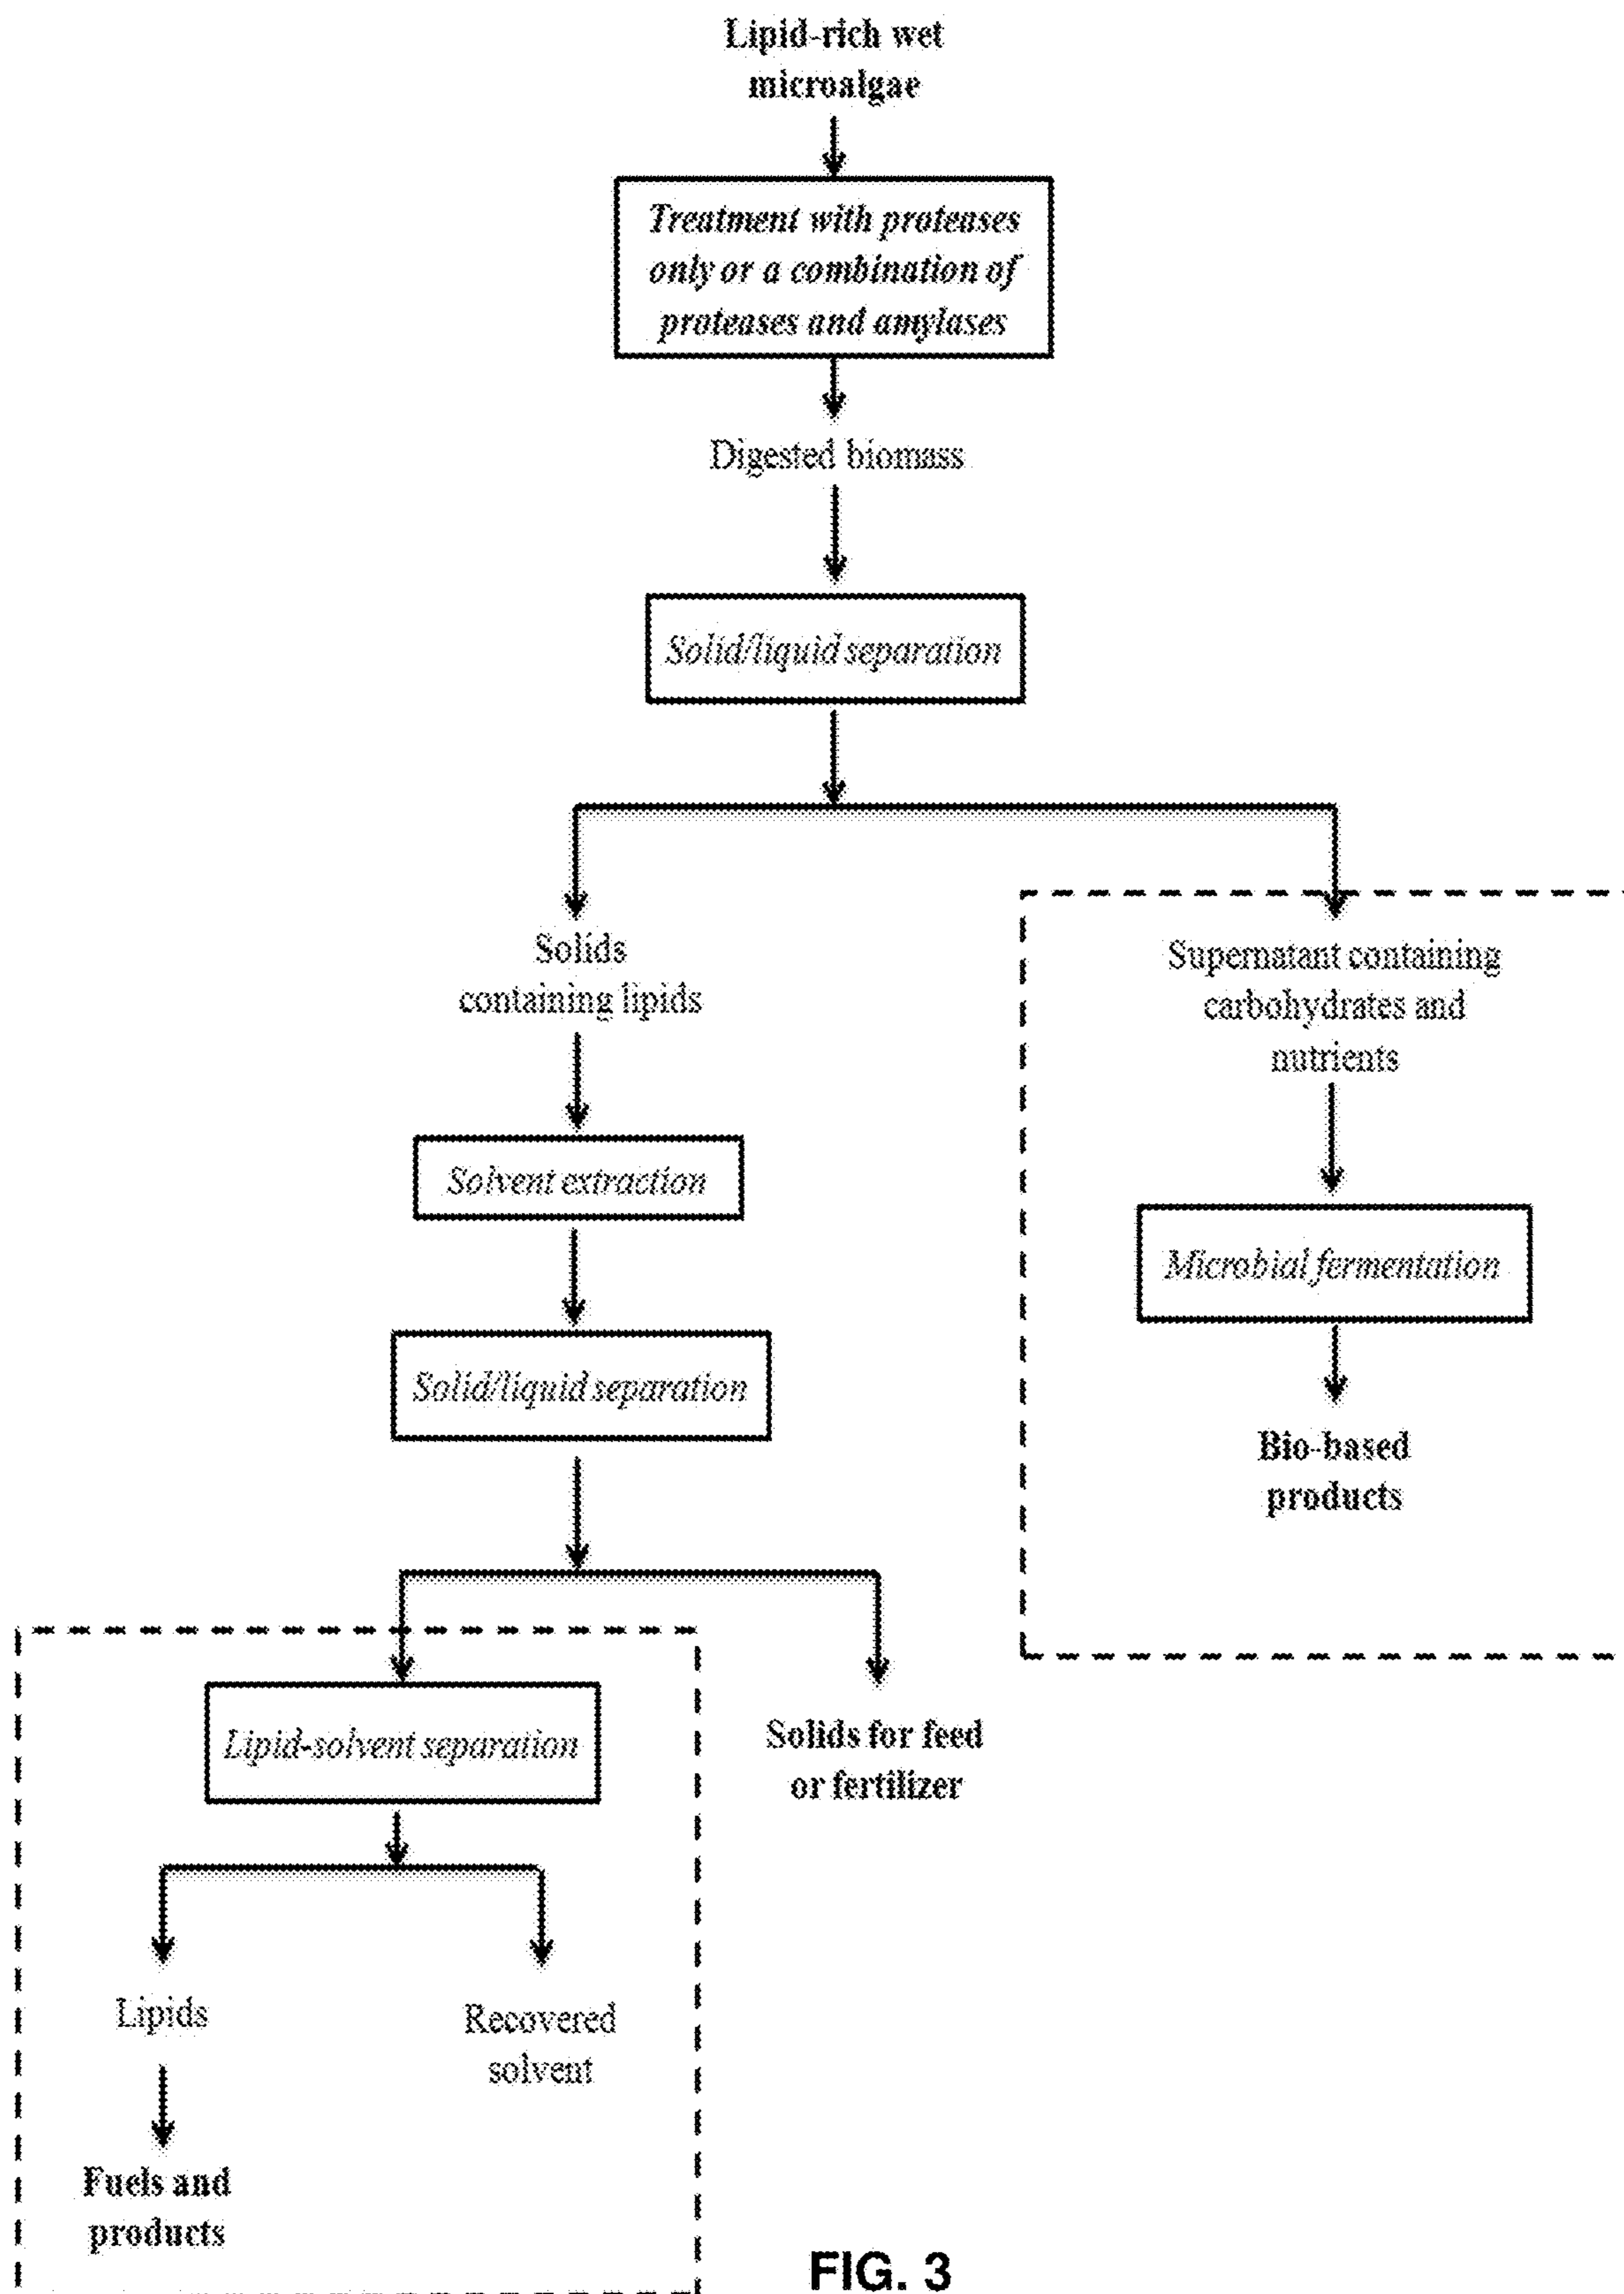 Lipid-rich wet
microalgae
Treatment with proteases
only or a combination of
proteases and amylases
Digested biomass
Solid/liquid separation
Solids
containing lipids
Supernatant containing
carbohydrates and
nutrients
Solvent extraction
Microbial fermentation
Solid/liquid separation
Bio-based
products
Lipid-solvent separation
Solids for feed
or fertilizer
Lipids
Recovered
solvent
Fuels and
products
FIG. 3